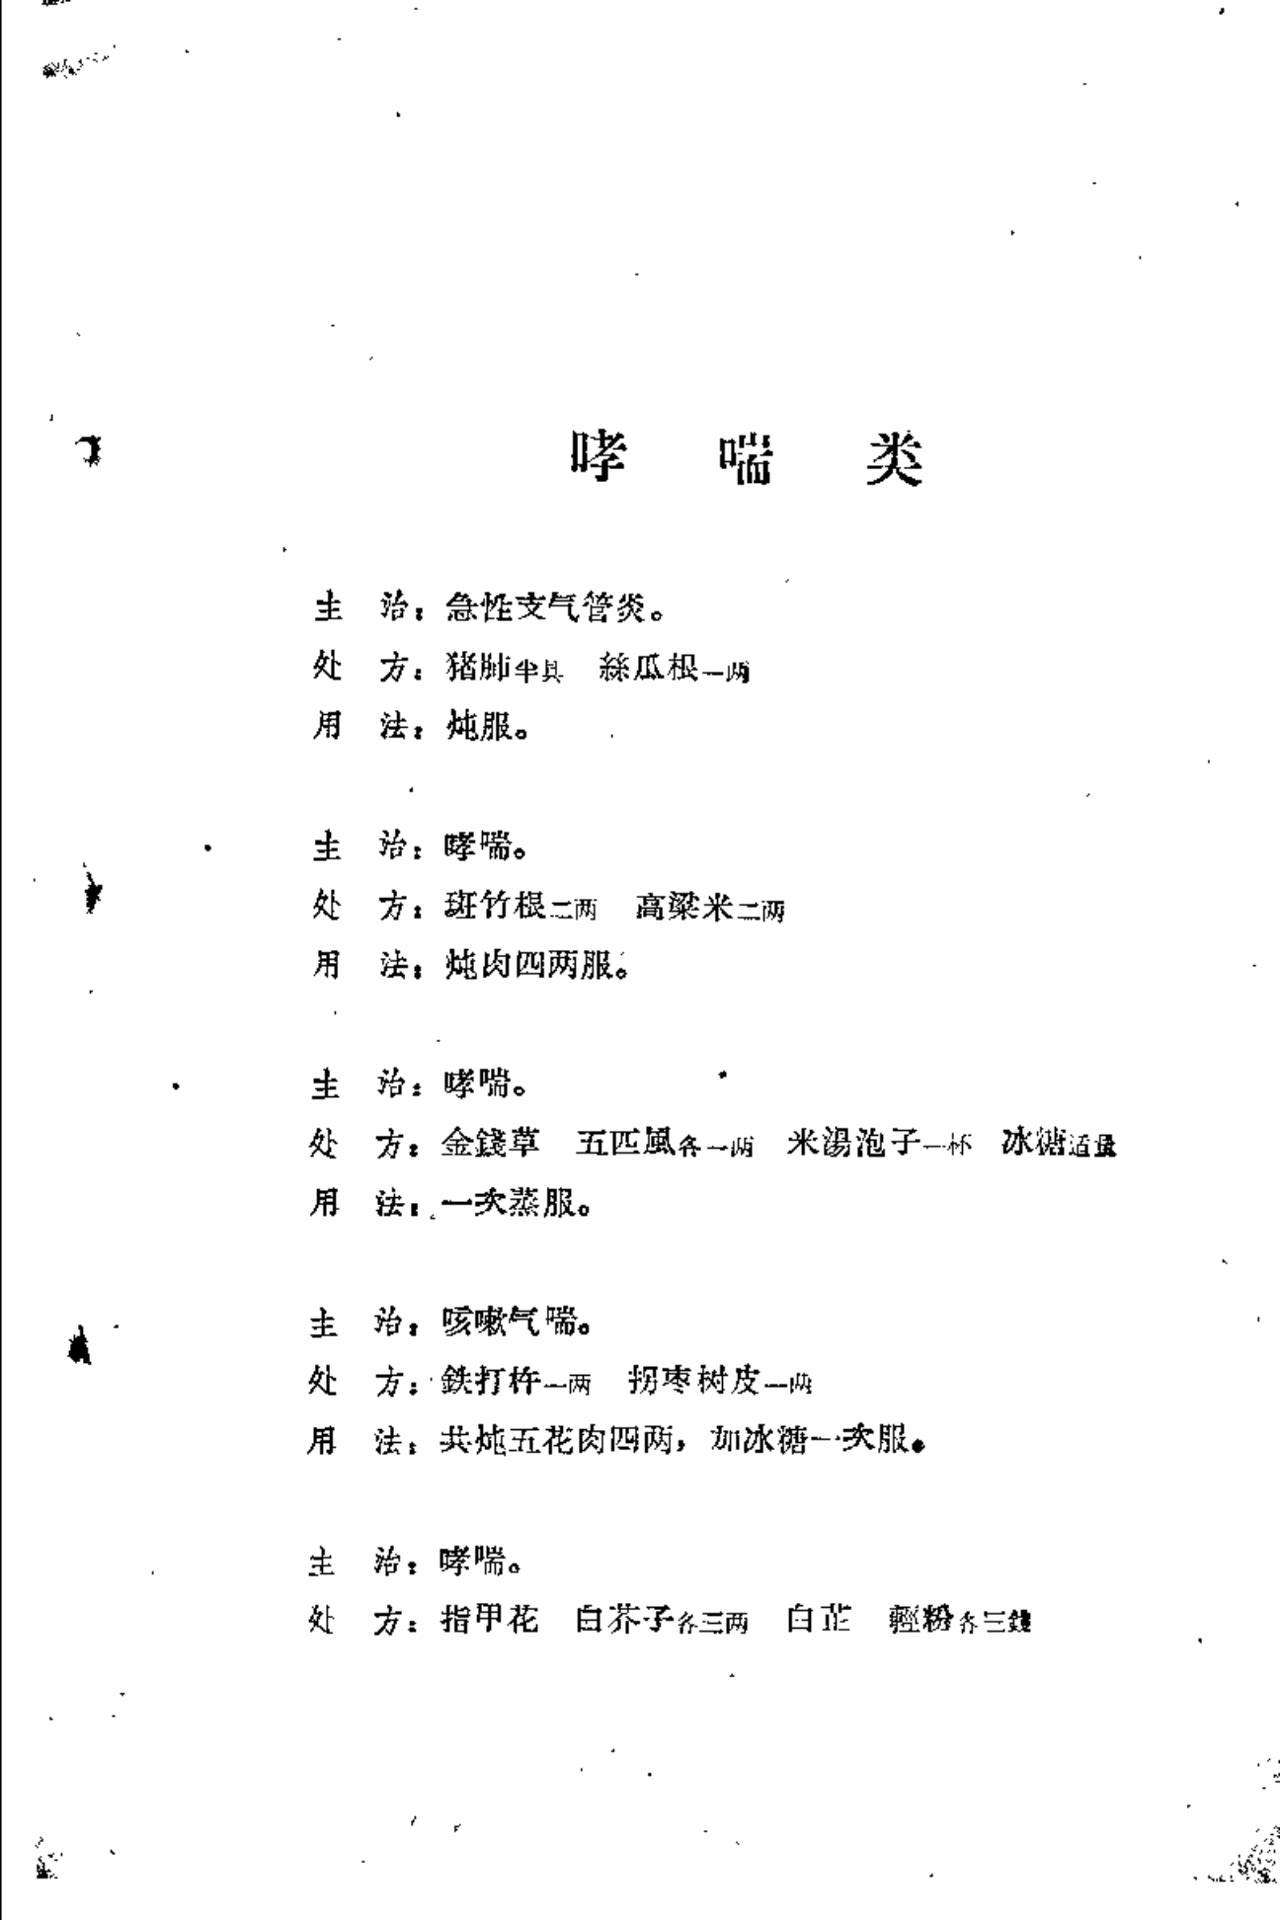 哮 喘 类
主 治：急性支气管炎。
处 方：猪肺半具 絲瓜根一两
用 法：炖服。
主 治：哮喘。
处 方：斑竹根二两 高粱米二两
用 法：炖肉四两服。
主 治：哮喘。
处 方：金錢草 五匹風各一两 米湯泡子一杯 冰糖适量
用 法：一次蒸服。
主 治：咳嗽气喘。
处 方：鉄打杵一两 拐枣树皮一两
用 法：共炖五花肉四两，加冰糖一次服。
主 治：哮喘。
处 方：指甲花 白芥子各三两 白芷 輕粉各三錢